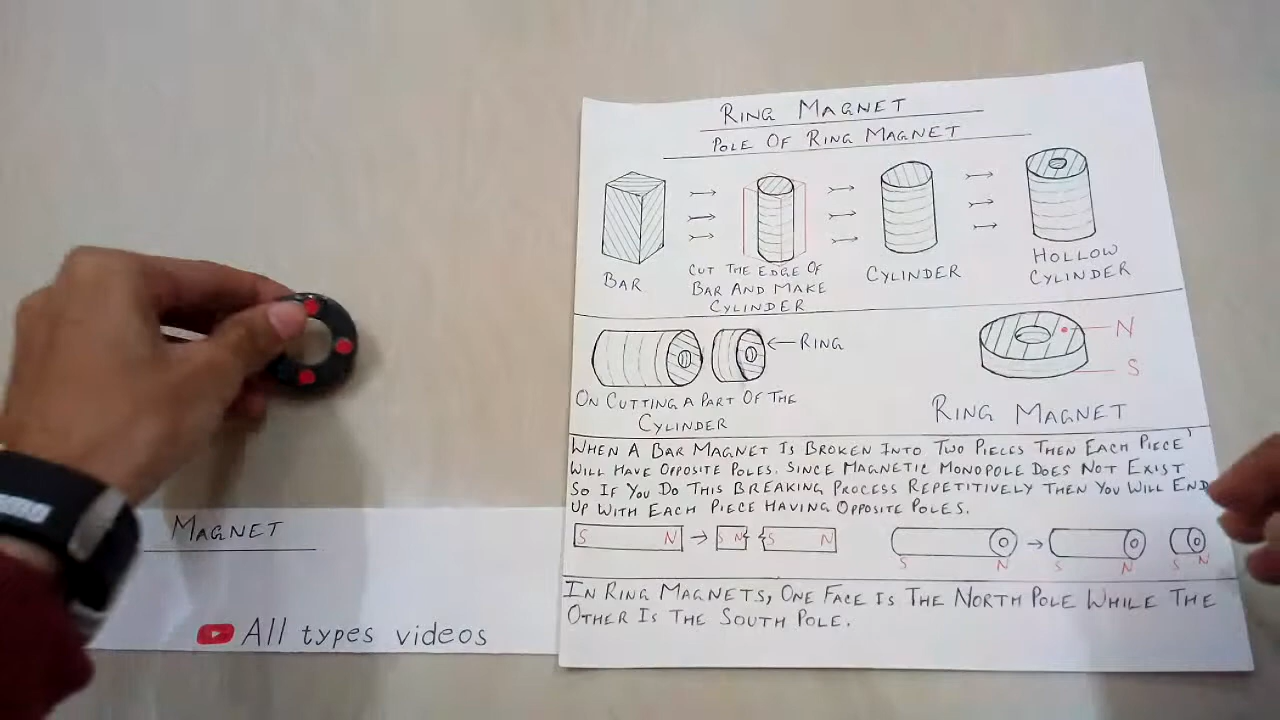 RING MAGNET
POLE OF RING MAGNET
BAR
CUT THE EDGE OF
BAR AND MAKE
CYLINDER
CYLINDER
HOLLOW
CYLINDER
RING
ON CUTTING A PART OF THE
CYLINDER
N
S
RING MAGNET
WHEN A BAR MAGNET IS BROKEN INTO TWO PIECES THEN EACH PIECE
WILL HAVE OPPOSITE POLES. SINCE MAGNETIC MONOPOLE DOES NOT EXIST
SO IF YOU DO THIS BREAKING PROCESS REPETITIVELY THEN YOU WILL END
UP WITH EACH PIECE HAVING OPPOSITE POLES.
S N S N S N
S N S N S N
IN RING MAGNETS, ONE FACE IS THE NORTH POLE WHILE THE
OTHER IS THE SOUTH POLE.
MAGNET
All types videos